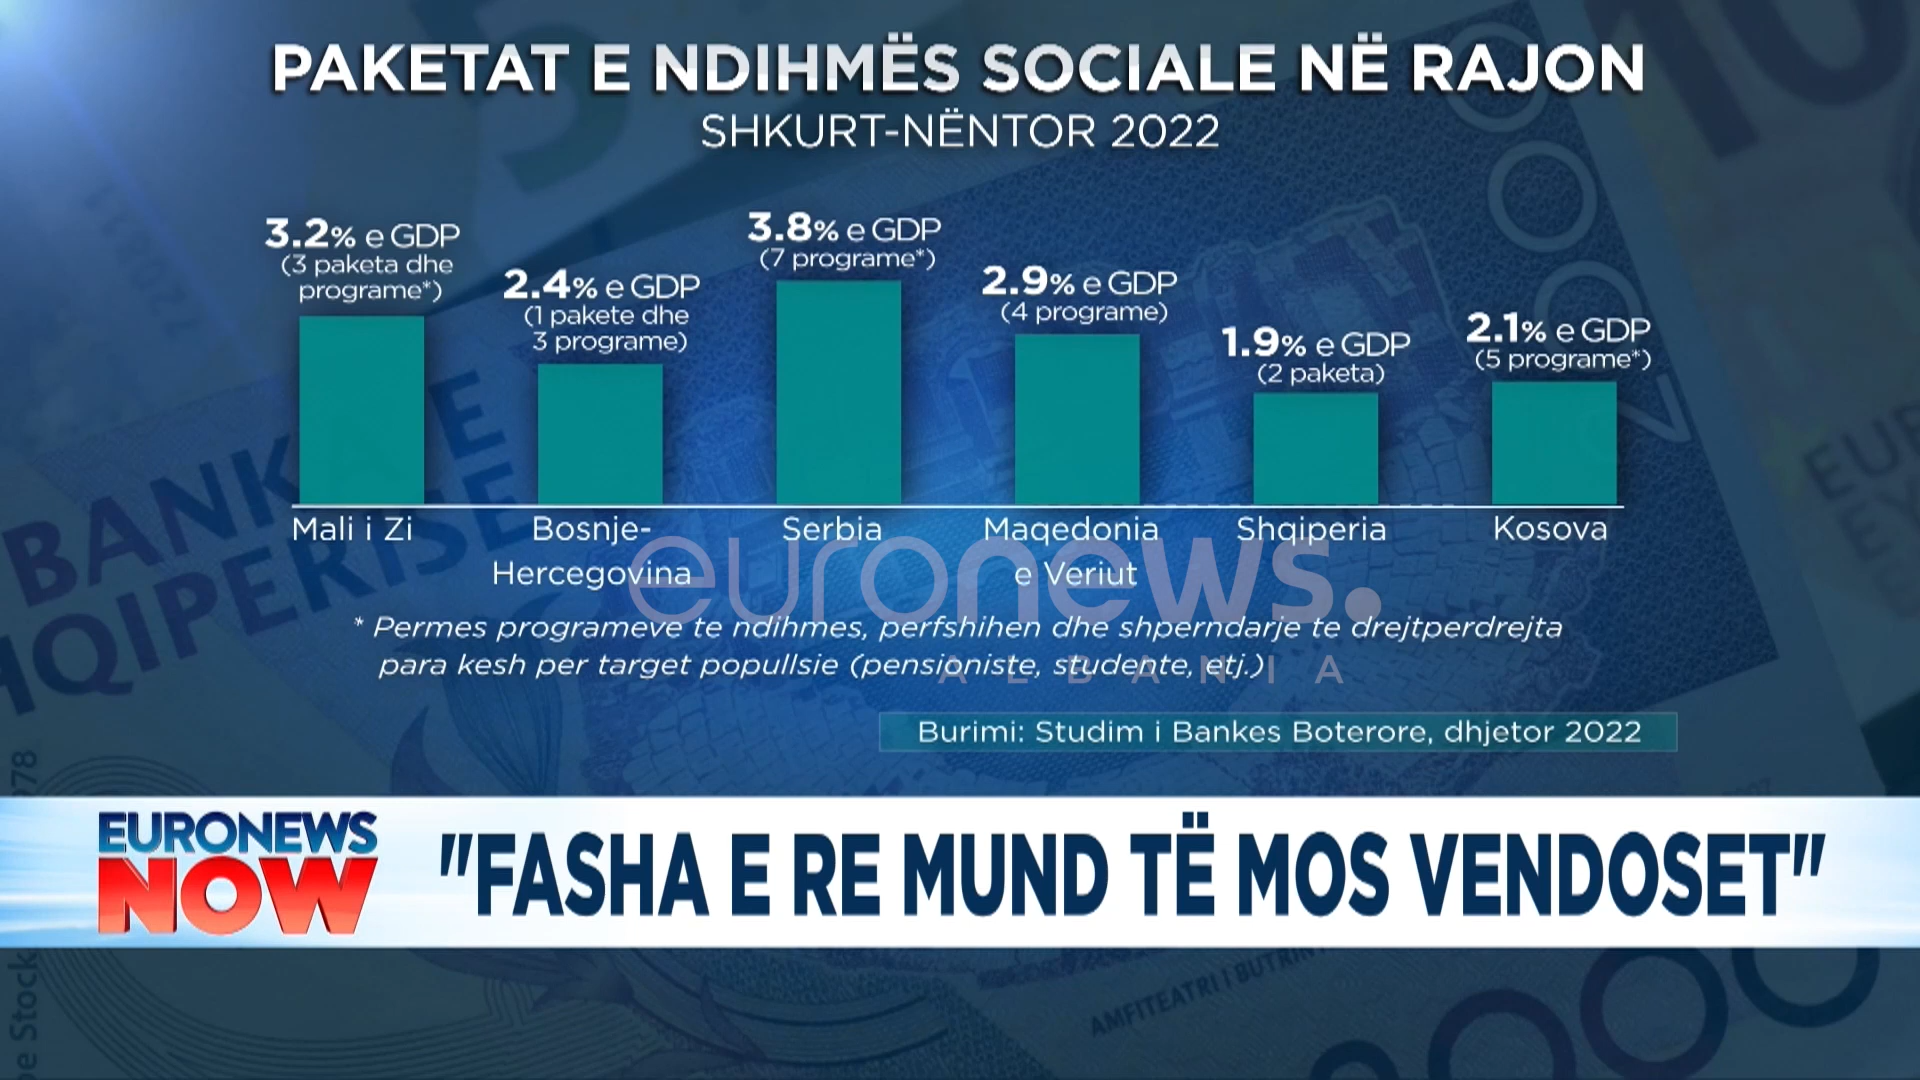 PAKETAT E NDIHMËS SOCIALE NË RAJON
SHKURT-NËNTOR 2022
3.2% e GDP
(3 paketa dhe
programe*)
2.4% e GDP
(1 pakete dhe
3 programe)
3.8% e GDP
(7 programe*)
2.9% e GDP
(4 programe)
1.9% e GDP
(2 paketa)
2.1% e GDP
(5 programe*)
Mali i Zi
Bosnje-
Hercegovina
Serbia
Maqedonia
e Veriut
Shqiperia
Kosova
euronews.
ALBANIA
* Permes programeve te ndihmes, perfshihen dhe shperndarje te drejtperdrejta
para kesh per target popullsie (pensioniste, studente, etj.)
Burimi: Studim i Bankes Boterore, dhjetor 2022
EURONEWS
NOW
"FASHA E RE MUND TË MOS VENDOSET"
BANKA E
SHQIPERISE
AMFITEATRI I BUTRIN